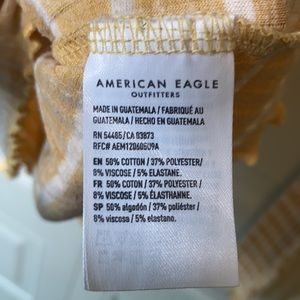 AMERICAN EAGLE
OUTFITTERS
MADE IN GUATEMALA / FABRIQUÉ AU
GUATEMALA / HECHO EN GUATEMALA
RN 54485/CA 03873
RFC# AEM120606U9A
EN 50% COTTON / 37% POLYESTER/
8% VISCOSE / 5% ELASTANE.
FR 50% COTON / 37% POLYESTER/
8% VISCOSE / 5% ÉLASTHANNE.
SP 50% algodón / 37% poliéster /
8% viscosa / 5% elastano.